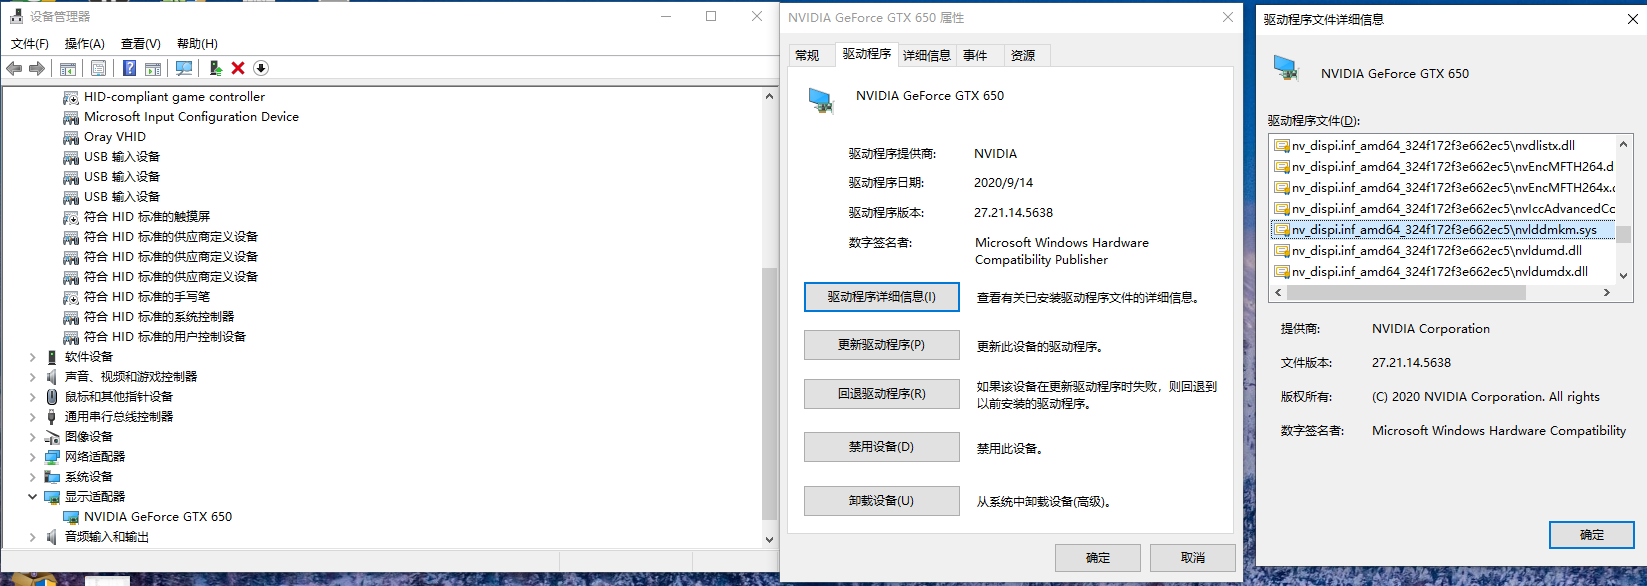 设备管理器
文件(F) 操作(A) 查看(V) 帮助(H)
HID-compliant game controller
Microsoft Input Configuration Device
Oray VHID
USB 输入设备
USB 输入设备
USB 输入设备
符合 HID 标准的触摸屏
符合 HID 标准的供应商定义设备
符合 HID 标准的供应商定义设备
符合 HID 标准的供应商定义设备
符合 HID 标准的手写笔
符合 HID 标准的系统控制器
符合 HID 标准的用户控制设备
软件设备
声音、视频和游戏控制器
鼠标和其他指针设备
通用串行总线控制器
图像设备
网络适配器
系统设备
显示适配器
NVIDIA GeForce GTX 650
音频输入和输出
NVIDIA GeForce GTX 650 属性
常规 驱动程序 详细信息 事件 资源
NVIDIA GeForce GTX 650
驱动程序提供商: NVIDIA
驱动程序日期: 2020/9/14
驱动程序版本: 27.21.14.5638
数字签名者: Microsoft Windows Hardware
Compatibility Publisher
驱动程序详细信息(I) 查看有关已安装驱动程序文件的详细信息。
更新驱动程序(P) 更新此设备的驱动程序。
回退驱动程序(R) 如果该设备在更新驱动程序时失败，则回退到
以前安装的驱动程序。
禁用设备(D) 禁用此设备。
卸载设备(U) 从系统中卸载设备(高级)。
确定 取消
驱动程序文件详细信息
NVIDIA GeForce GTX 650
驱动程序文件(D):
nv_dispi.inf_amd64_324f172f3e662ec5\nvdlistx.dll
nv_dispi.inf_amd64_324f172f3e662ec5\nvEncMFTH264.d
nv_dispi.inf_amd64_324f172f3e662ec5\nvEncMFTH264x.c
nv_dispi.inf_amd64_324f172f3e662ec5\nvIccAdvancedCo
nv_dispi.inf_amd64_324f172f3e662ec5\nvlddmkm.sys
nv_dispi.inf_amd64_324f172f3e662ec5\nvldumd.dll
nv_dispi.inf_amd64_324f172f3e662ec5\nvldumdx.dll
提供商: NVIDIA Corporation
文件版本: 27.21.14.5638
版权所有: (C) 2020 NVIDIA Corporation. All rights
数字签名者: Microsoft Windows Hardware Compatibility
确定